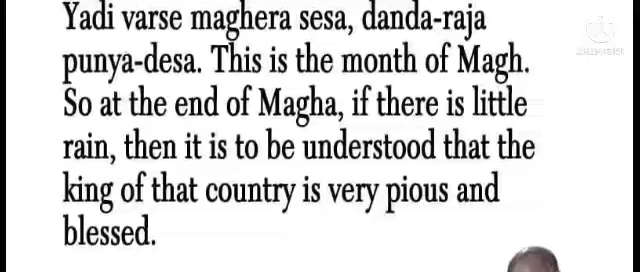 Yadi varse maghera sesa, danda-raja
punya-desa. This is the month of Magh.
So at the end of Magha, if there is little
rain, then it is to be understood that the
king of that country is very pious and
blessed.